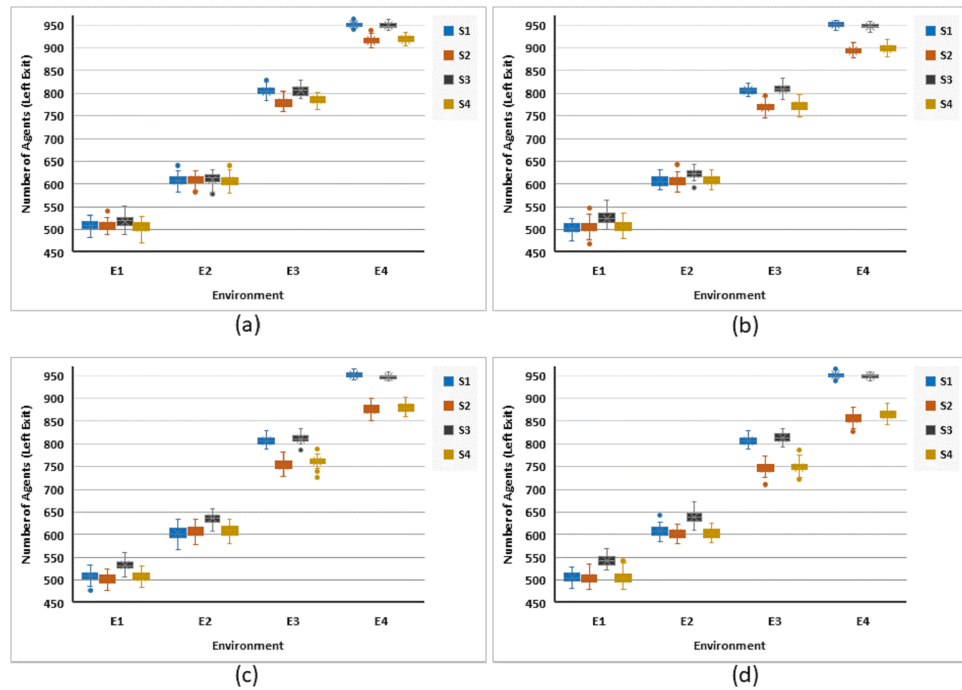 Number of Agents (Left Exit)
950
900
850
800
750
700
650
600
550
500
450
E1 E2 E3 E4
Environment
S1
S2
S3
S4
(a)
Number of Agents (Left Exit)
950
900
850
800
750
700
650
600
550
500
450
E1 E2 E3 E4
Environment
S1
S2
S3
S4
(b)
Number of Agents (Left Exit)
950
900
850
800
750
700
650
600
550
500
450
E1 E2 E3 E4
Environment
S1
S2
S3
S4
(c)
Number of Agents (Left Exit)
950
900
850
800
750
700
650
600
550
500
450
E1 E2 E3 E4
Environment
S1
S2
S3
S4
(d)